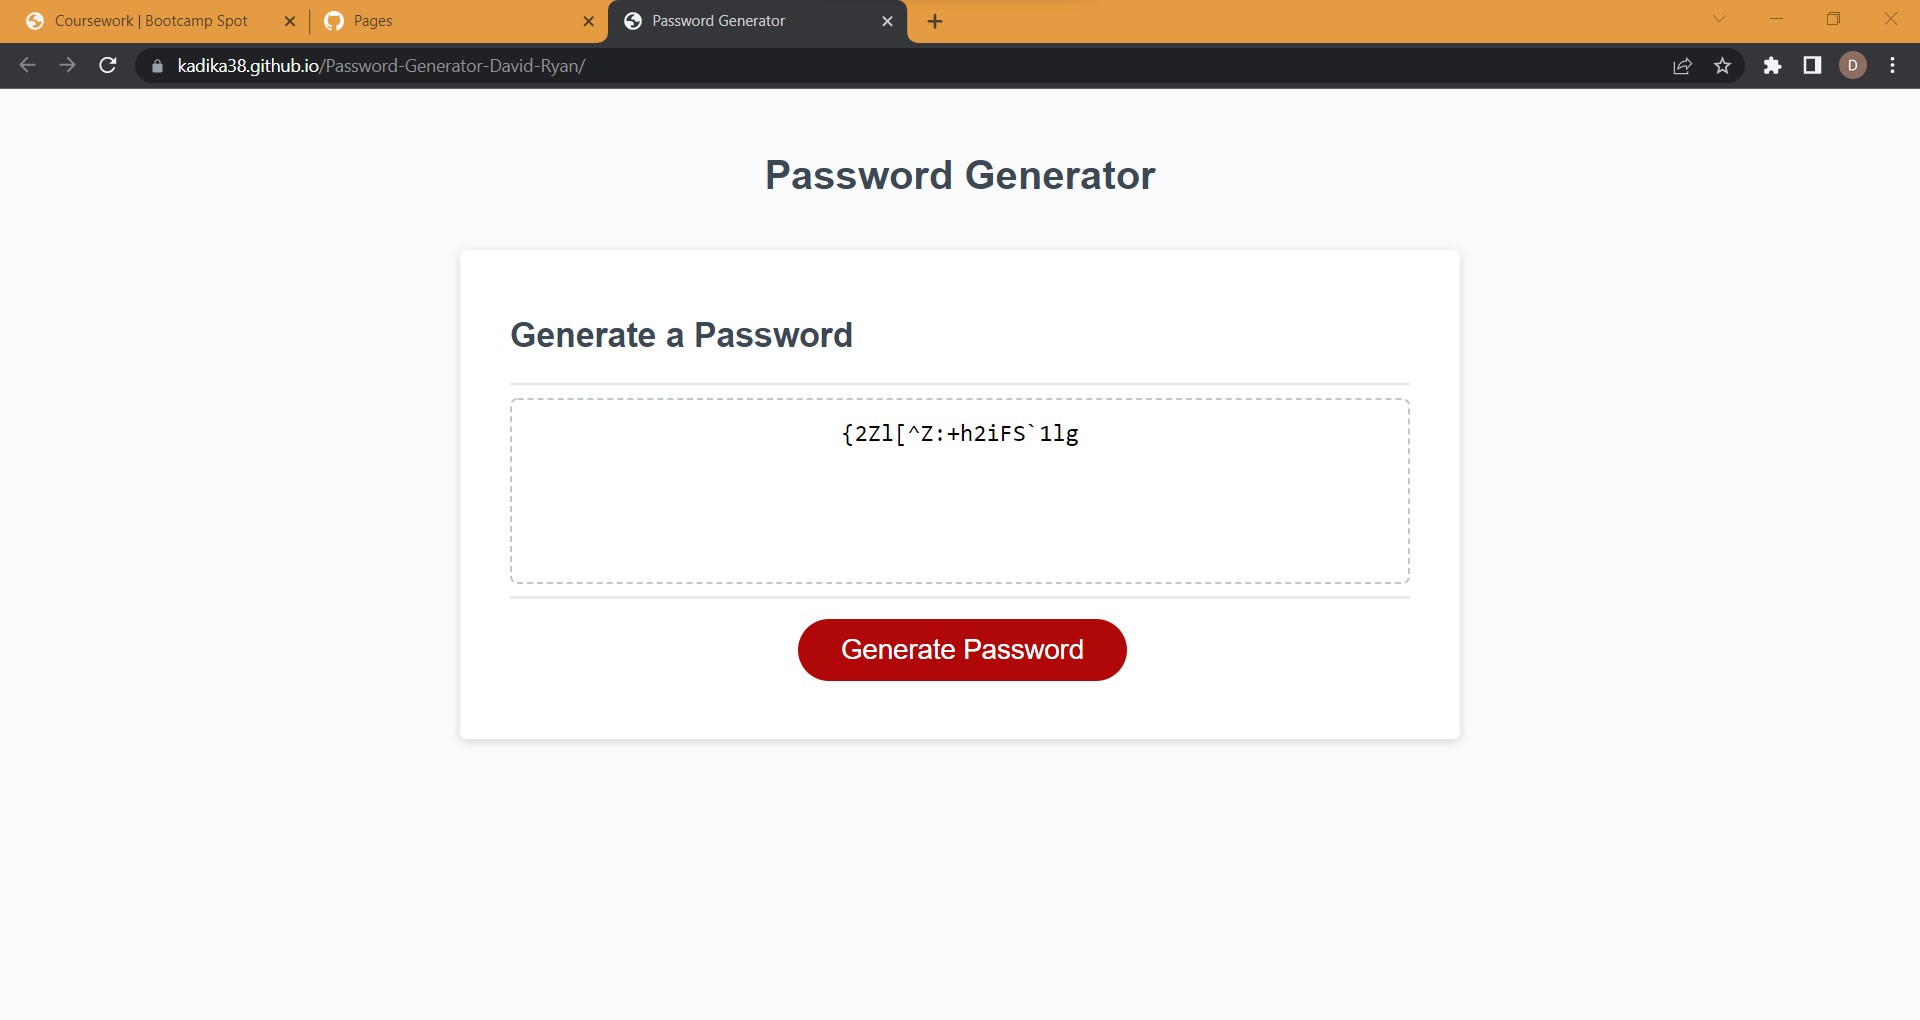 Coursework | Bootcamp Spot
Pages
Password Generator
kadika38.github.io/Password-Generator-David-Ryan/
D
Password Generator
Generate a Password
{2Zl[^Z:+h2iFS`1lg
Generate Password